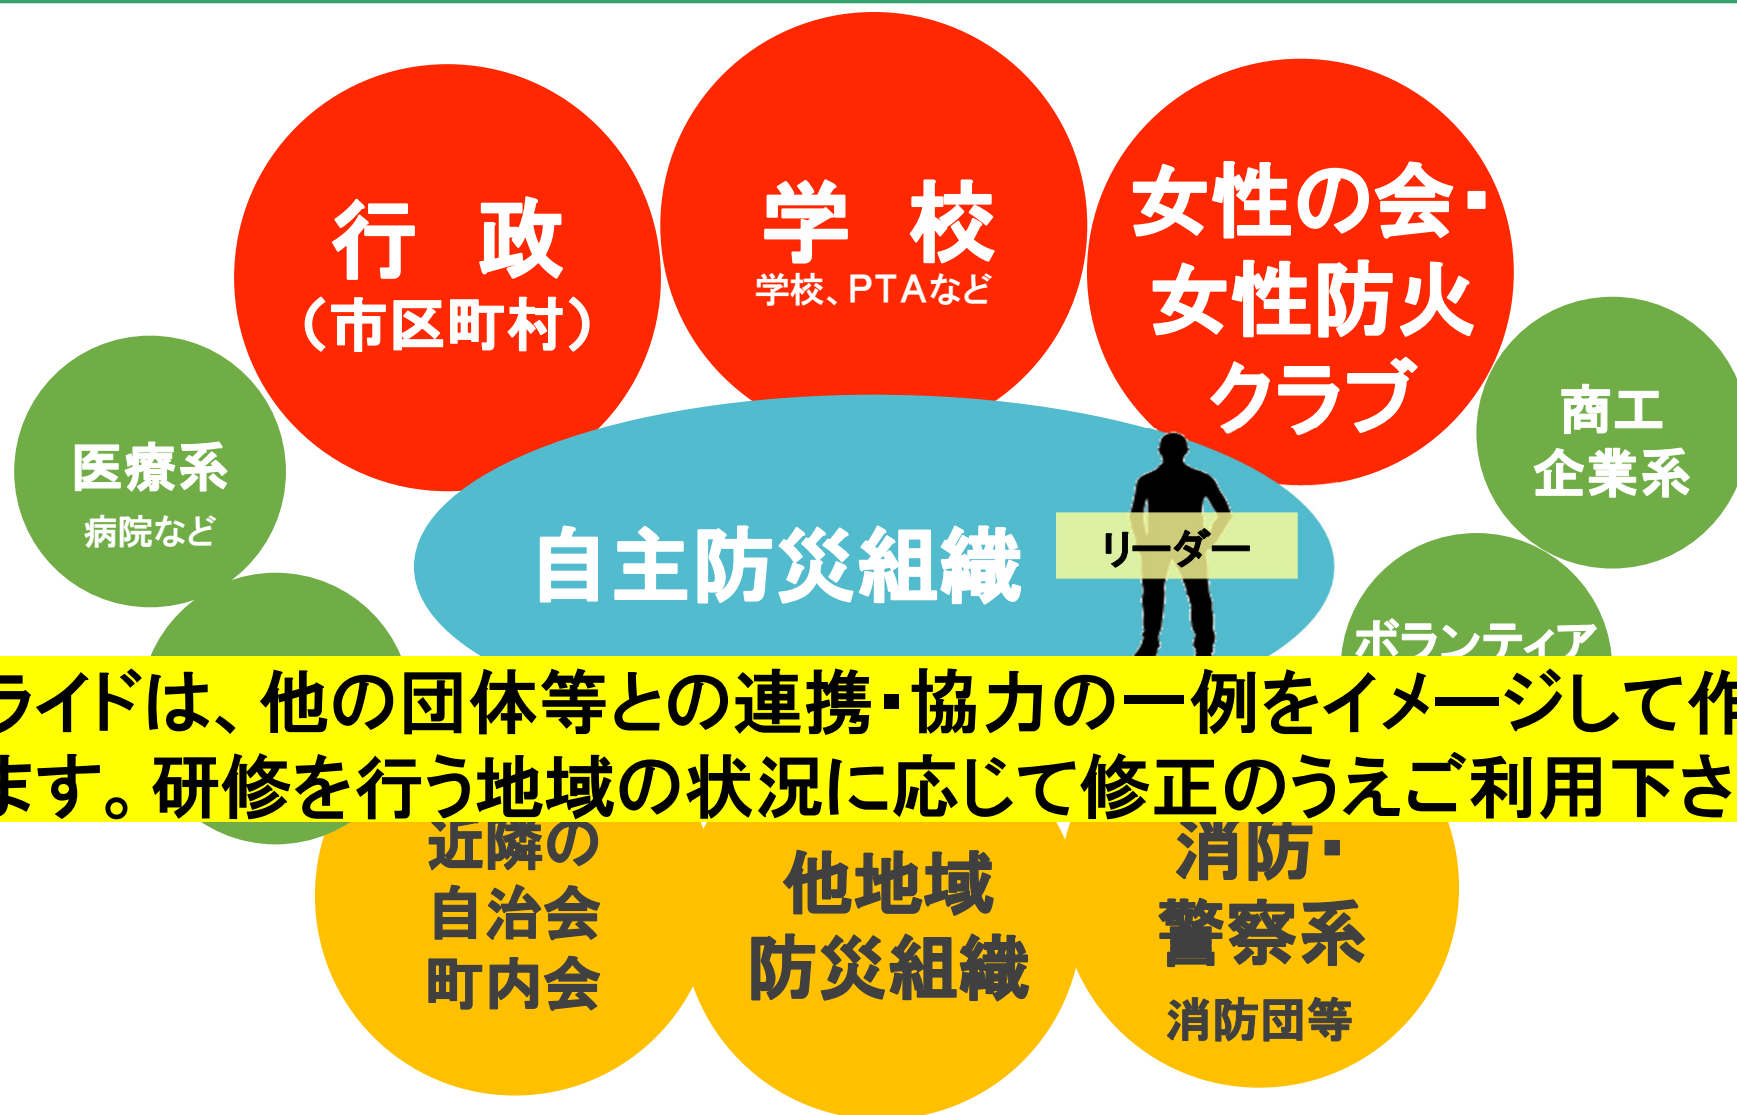 学 校
学校、PTAなど
行 政
（市区町村）
女性の会・
女性防火
クラブ
医療系
病院など
商工
企業系
自主防災組織
リーダー
ボランティア
ライドは、他の団体等との連携・協力の一例をイメージして作
ます。研修を行う地域の状況に応じて修正のうえご利用下さ
近隣の
自治会
町内会
他地域
防災組織
消防・
警察系
消防団等